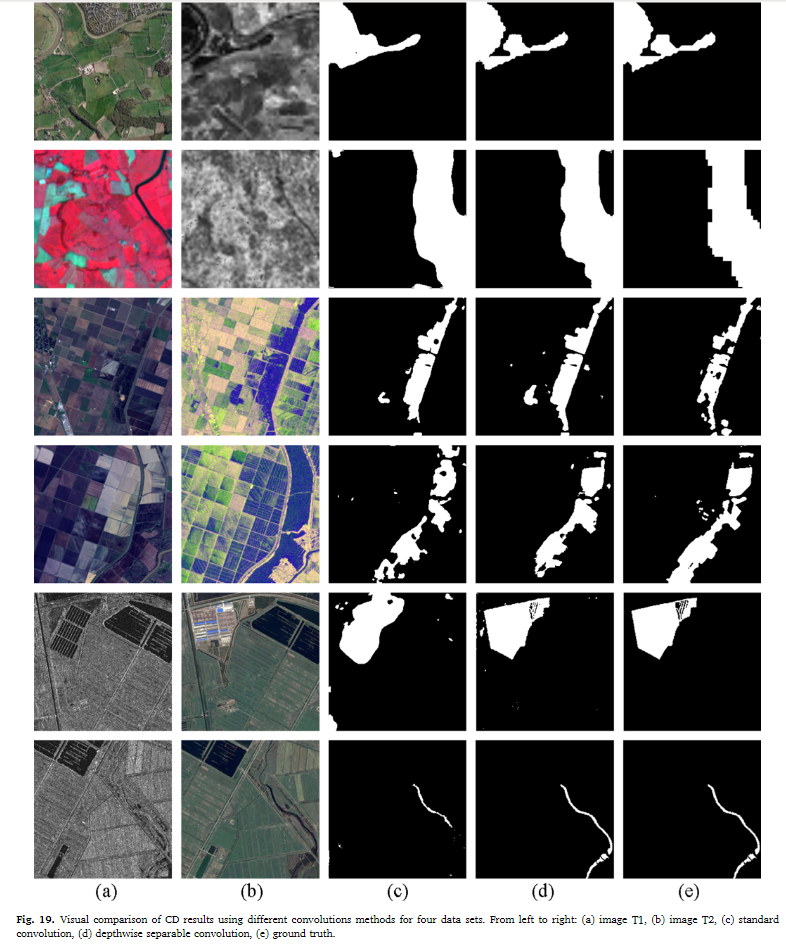 (a) (b) (c) (d) (e)
Fig. 19. Visual comparison of CD results using different convolutions methods for four data sets. From left to right: (a) image T1, (b) image T2, (c) standard
convolution, (d) depthwise separable convolution, (e) ground truth.